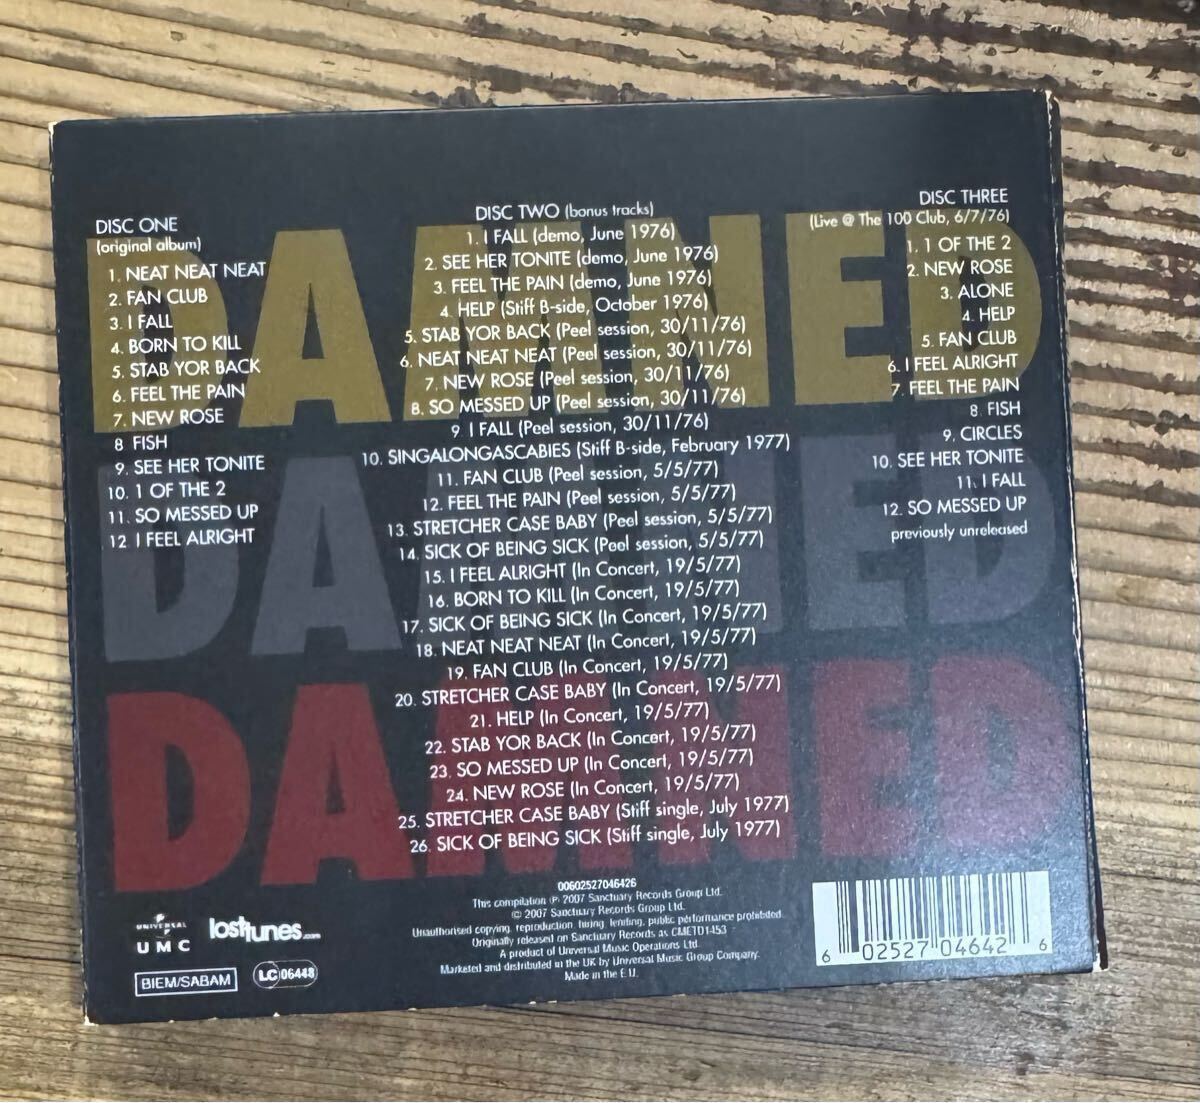 DAMNED
DAMNED
DAMNED
DISC ONE
(original album)
1. NEAT NEAT NEAT
2. FAN CLUB
3. I FALL
4. BORN TO KILL
5. STAB YOR BACK
6. FEEL THE PAIN
7. NEW ROSE
8 FISH
9. SEE HER TONITE
10. 1 OF THE 2
11. SO MESSED UP
12 I FEEL ALRIGHT
DISC TWO (bonus tracks)
1. I FALL (demo, June 1976)
2. SEE HER TONITE (demo, June 1976)
3. FEEL THE PAIN (demo, June 1976)
4. HELP (Stiff B-side, October 1976)
5. STAB YOR BACK (Peel session, 30/11/76)
6. NEAT NEAT NEAT (Peel session, 30/11/76)
7. NEW ROSE (Peel session, 30/11/76)
8. SO MESSED UP (Peel session, 30/11/76)
9 I FALL (Peel session, 30/11/76)
10. SINGALONGASCABIES (Stiff B-side, February 1977)
11. FAN CLUB (Peel session, 5/5/77)
12. FEEL THE PAIN (Peel session, 5/5/77)
13. STRETCHER CASE BABY (Peel session, 5/5/77)
14. SICK OF BEING SICK (Peel session, 5/5/77)
15. I FEEL ALRIGHT (In Concert, 19/5/77)
16. BORN TO KILL (In Concert, 19/5/77)
17. SICK OF BEING SICK (In Concert, 19/5/77)
18. NEAT NEAT NEAT (In Concert, 19/5/77)
19. FAN CLUB (In Concert, 19/5/77)
20. STRETCHER CASE BABY (In Concert, 19/5/77)
21. HELP (In Concert, 19/5/77)
22. STAB YOR BACK (In Concert, 19/5/77)
23. SO MESSED UP (In Concert, 19/5/77)
24. NEW ROSE (In Concert, 19/5/77)
25. STRETCHER CASE BABY (Stiff single, July 1977)
26. SICK OF BEING SICK (Stiff single, July 1977)
DISC THREE
(Live @ The 100 Club, 6/7/76)
1. 1 OF THE 2
2. NEW ROSE
3. ALONE
4. HELP
5. FAN CLUB
6. I FEEL ALRIGHT
7. FEEL THE PAIN
8. FISH
9. CIRCLES
10. SEE HER TONITE
11. I FALL
12. SO MESSED UP
previously unreleased
00602527046426
This compilation ℗ 2007 Sanctuary Records Group Ltd.
© 2007 Sanctuary Records Group Ltd.
Unauthorised copying, reproduction, hiring, lending, public performance prohibited.
Originally released on Sanctuary Records as CMETD1453
A product of Universal Music Operations Ltd.
Marketed and distributed in the UK by Universal Music Group Company.
Made in the E.U.
UNIVERSAL
UMC
losttunes.com
BIEM/SABAM
LC 06448
6 02527 04642 6